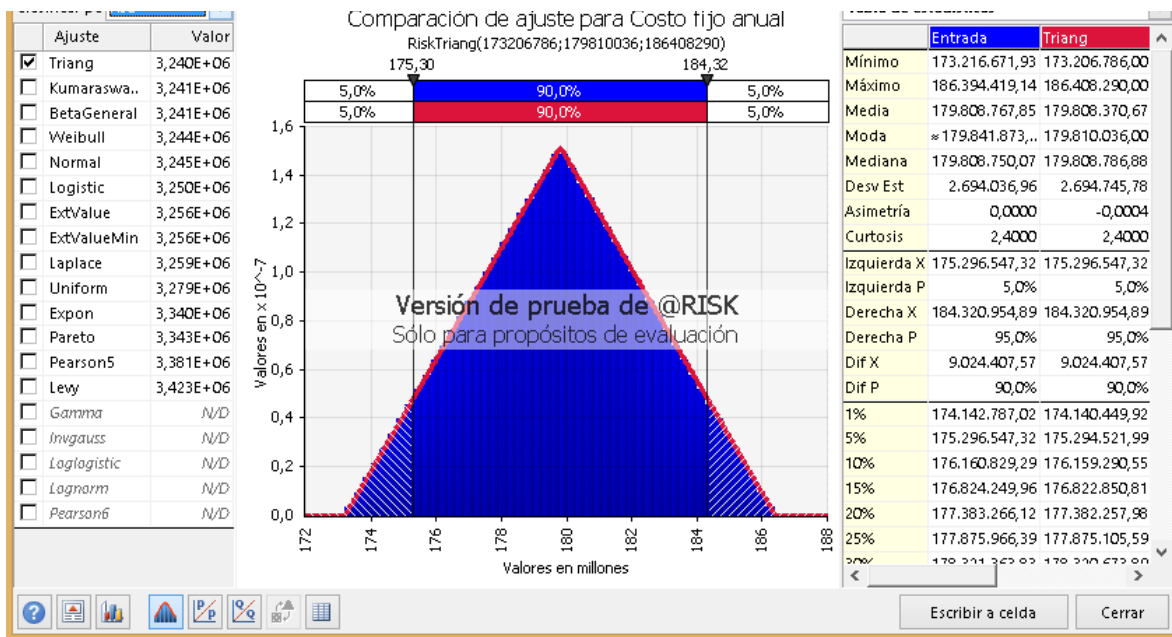 Ajuste Valor
Triang 3,240E+06
Kumaraswa.. 3,241E+06
BetaGeneral 3,241E+06
Weibull 3,244E+06
Normal 3,245E+06
Logistic 3,250E+06
ExtValue 3,256E+06
ExtValueMin 3,256E+06
Laplace 3,259E+06
Uniform 3,279E+06
Expon 3,340E+06
Pareto 3,343E+06
Pearson5 3,381E+06
Levy 3,423E+06
Gamma N/D
Invgauss N/D
Loglogistic N/D
Lognorm N/D
Pearson6 N/D
Comparación de ajuste para Costo fijo anual
RiskTriang(173206786;179810036;186408290)
175,30 184,32
5,0% 90,0% 5,0%
5,0% 90,0% 5,0%
1,6
1,4
1,2
1,0
0,8
0,6
0,4
0,2
0,0
Valores en x 10^-7
Versión de prueba de @RISK
Sólo para propósitos de evaluación
172 174 176 178 180 182 184 186 188
Valores en millones
Entrada Triang
Mínimo 173.216.671,93 173.206.786,00
Máximo 186.394.419,14 186.408.290,00
Media 179.808.767,85 179.808.370,67
Moda ≈179.841.873,.. 179.810.036,00
Mediana 179.808.750,07 179.808.786,88
Desv Est 2.694.036,96 2.694.745,78
Asimetría 0,0000 -0,0004
Curtosis 2,4000 2,4000
Izquierda X 175.296.547,32 175.296.547,32
Izquierda P 5,0% 5,0%
Derecha X 184.320.954,89 184.320.954,89
Derecha P 95,0% 95,0%
Dif X 9.024.407,57 9.024.407,57
Dif P 90,0% 90,0%
1% 174.142.787,02 174.140.449,92
5% 175.296.547,32 175.294.521,99
10% 176.160.829,29 176.159.290,55
15% 176.824.249,96 176.822.850,81
20% 177.383.266,12 177.382.257,98
25% 177.875.966,39 177.875.105,59
Escribir a celda Cerrar